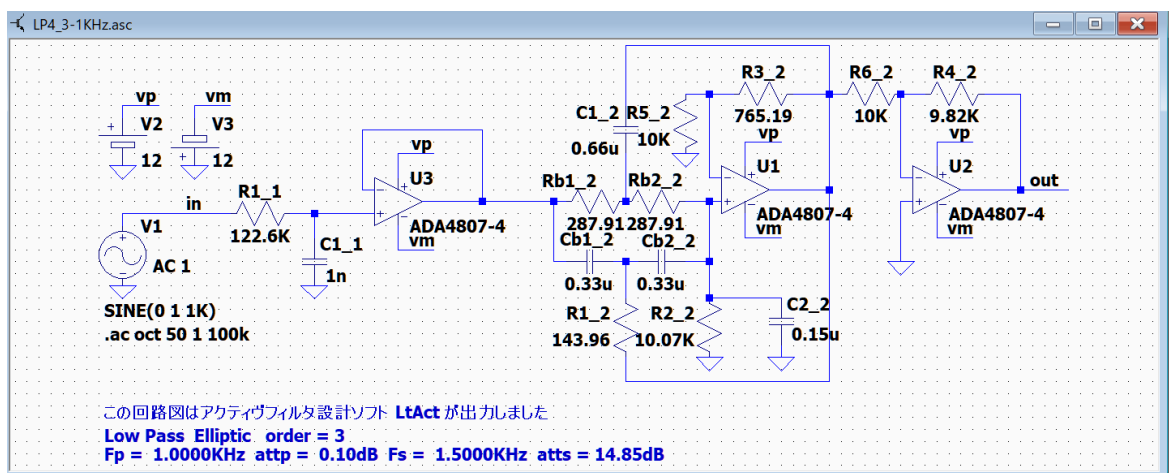 LP4_3-1KHz.asc
vp
vm
V2
V3
12
12
in
R1_1
122.6K
V1
AC 1
SINE(0 1 1K)
.ac oct 50 1 100k
C1_1
1n
vp
U3
ADA4807-4
vm
C1_2
0.66u
R5_2
10K
R3_2
765.19
R6_2
10K
R4_2
9.82K
Rb1_2
287.91
Rb2_2
287.91
Cb1_2
0.33u
Cb2_2
0.33u
vp
U1
ADA4807-4
vm
vp
U2
ADA4807-4
vm
out
R1_2
143.96
R2_2
10.07K
C2_2
0.15u
この回路図はアクティヴフィルタ設計ソフト LtAct が出力しました
Low Pass Elliptic order = 3
Fp = 1.0000KHz attp = 0.10dB Fs = 1.5000KHz atts = 14.85dB